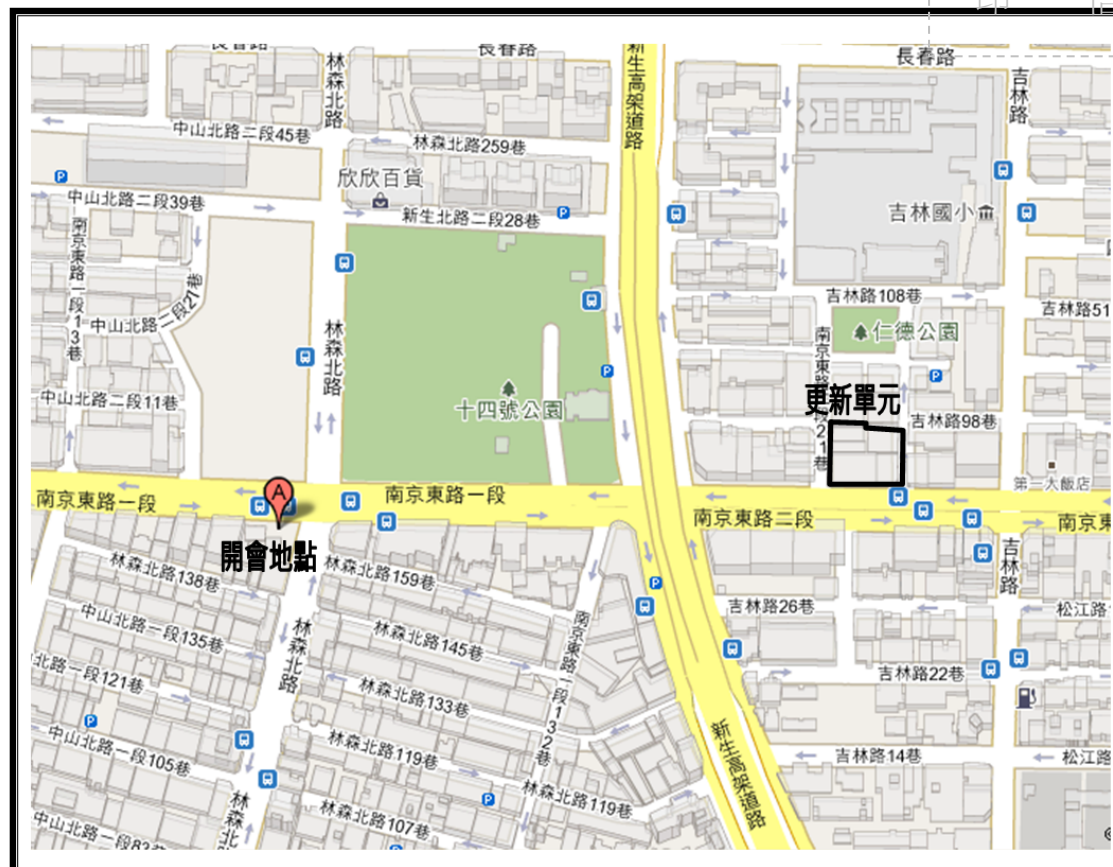 長春路
長春路
長春路
林森北路
新生高架道路
吉林路
中山北路二段45巷
林森北路259巷
欣欣百貨
中山北路二段39巷
新生北路二段28巷
吉林國小
南京東路一段13巷
中山北路二段21巷
吉林路108巷
吉林路51
林森北路
仁德公園
中山北路二段11巷
十四號公園
更新單元
南京東路二段21巷
吉林路98巷
第一大飯店
A
南京東路一段
南京東路一段
南京東路二段
南京東
開會地點
林森北路138巷
林森北路159巷
吉林路
中山北路一段135巷
林森北路
林森北路145巷
南京東路一段132巷
吉林路26巷
松江路
北路一段121巷
林森北路133巷
吉林路22巷
中山北路一段105巷
林森北路119巷
新生高架道路
吉林路14巷
松江路
林森北
林森北路119巷
林森北路107巷
中山北路一段83巷